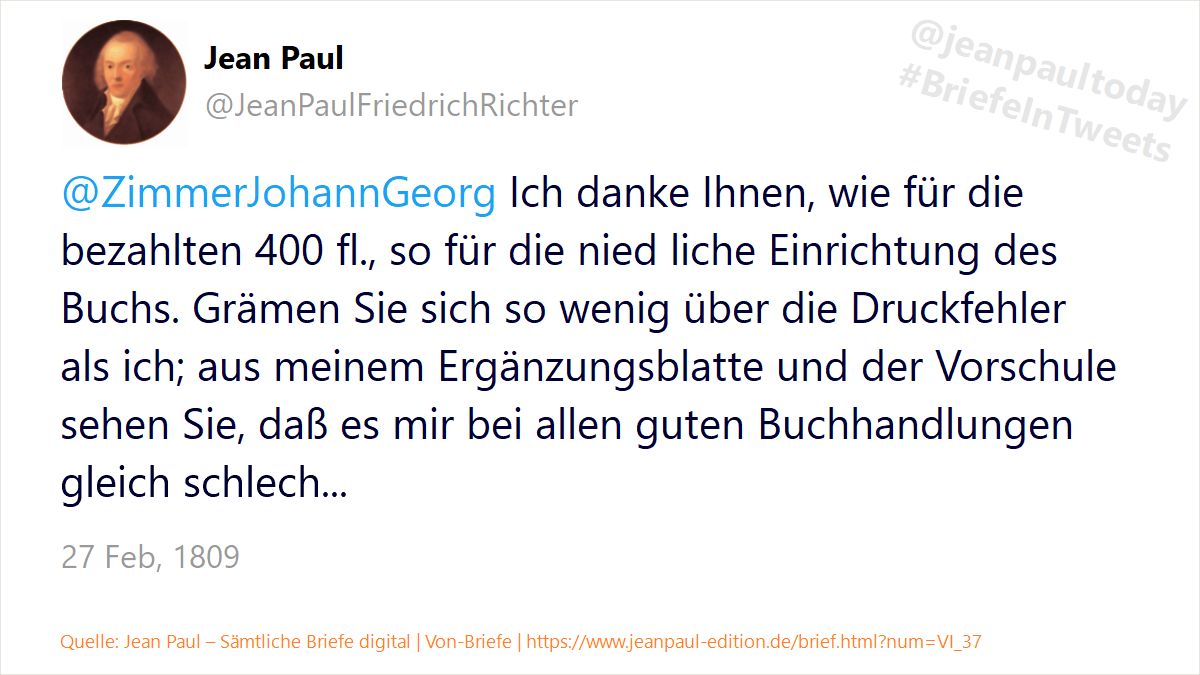 Jean Paul
@JeanPaulFriedrichRichter
@jeanpaultoday
#BriefeInTweets
@ZimmerJohannGeorg Ich danke Ihnen, wie für die
bezahlten 400 fl., so für die nied liche Einrichtung des
Buchs. Grämen Sie sich so wenig über die Druckfehler
als ich; aus meinem Ergänzungsblatte und der Vorschule
sehen Sie, daß es mir bei allen guten Buchhandlungen
gleich schlech...
27 Feb, 1809
Quelle: Jean Paul – Sämtliche Briefe digital | Von-Briefe | https://www.jeanpaul-edition.de/brief.html?num=VI_37